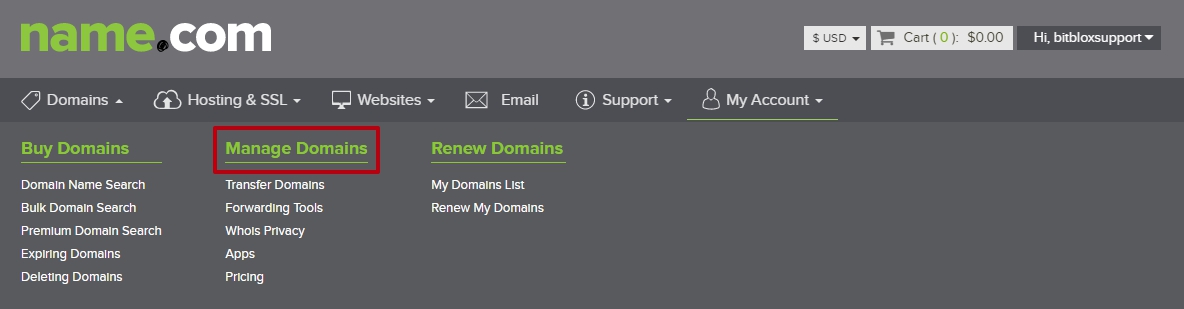 name.com
$ USD Cart ( 0 ): $0.00 Hi, bitbloxsupport
Domains Hosting & SSL Websites Email Support My Account
Buy Domains Manage Domains Renew Domains
Domain Name Search Transfer Domains My Domains List
Bulk Domain Search Forwarding Tools Renew My Domains
Premium Domain Search Whois Privacy
Expiring Domains Apps
Deleting Domains Pricing